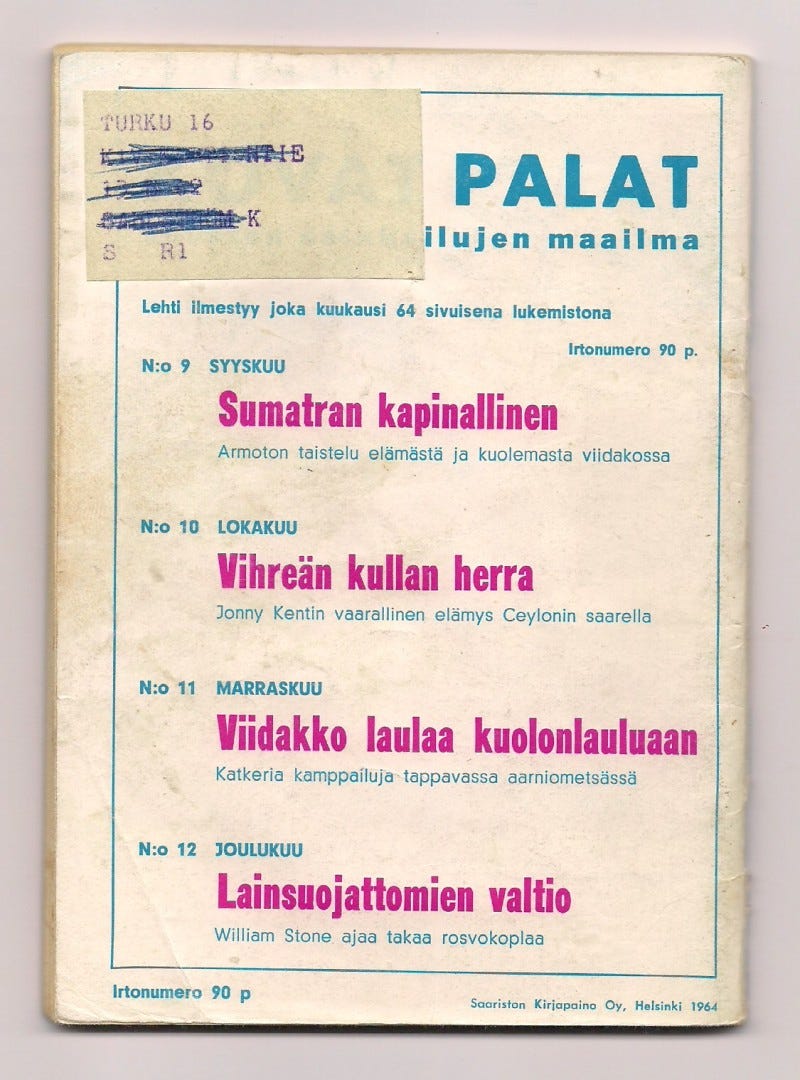 TURKU 16
K
S R1
PALAT
ilujen maailma
Lehti ilmestyy joka kuukausi 64 sivuisena lukemistona
Irtonumero 90 p.
N:o 9 SYYSKUU
Sumatran kapinallinen
Armoton taistelu elämästä ja kuolemasta viidakossa
N:o 10 LOKAKUU
Vihreän kullan herra
Jonny Kentin vaarallinen elämys Ceylonin saarella
N:o 11 MARRASKUU
Viidakko laulaa kuolonlauluaan
Katkeria kamppailuja tappavassa aarniometsässä
N:o 12 JOULUKUU
Lainsuojattomien valtio
William Stone ajaa takaa rosvokoplaa
Irtonumero 90 p
Saariston Kirjapaino Oy, Helsinki 1964